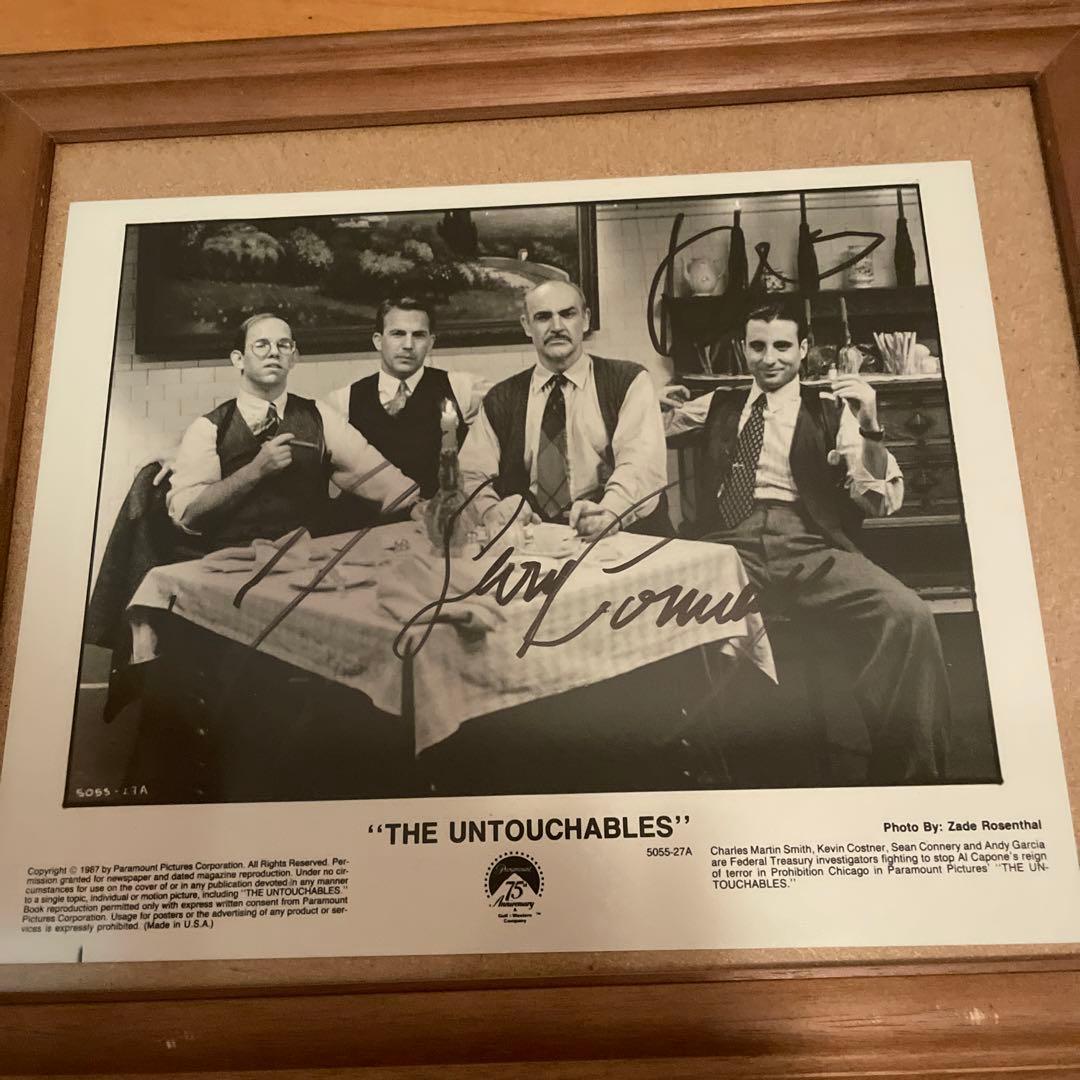 Sean Connery
5055-27A
“THE UNTOUCHABLES”
5055-27A
Photo By: Zade Rosenthal
Copyright © 1987 by Paramount Pictures Corporation. All Rights Reserved. Per-
mission granted for newspaper and dated magazine reproduction. Under no cir-
cumstances for use on the cover of or in any publication devoted in any manner
to a single topic, individual or motion picture, including "THE UNTOUCHABLES."
Book reproduction permitted only with express written consent from Paramount
Pictures Corporation. Usage for posters or the advertising of any product or ser-
vices is expressly prohibited. (Made in U.S.A.)
Paramount
75th
Anniversary
A
Gulf+Western
Company
TM
Charles Martin Smith, Kevin Costner, Sean Connery and Andy Garcia
are Federal Treasury investigators fighting to stop Al Capone's reign
of terror in Prohibition Chicago in Paramount Pictures' "THE UN-
TOUCHABLES."